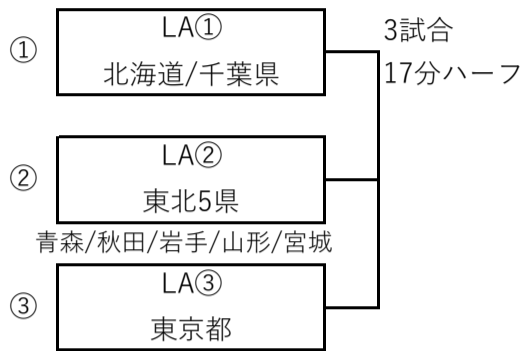 ①
LA①
北海道/千葉県
3試合
17分ハーフ
②
LA②
東北5県
青森/秋田/岩手/山形/宮城
③
LA③
東京都